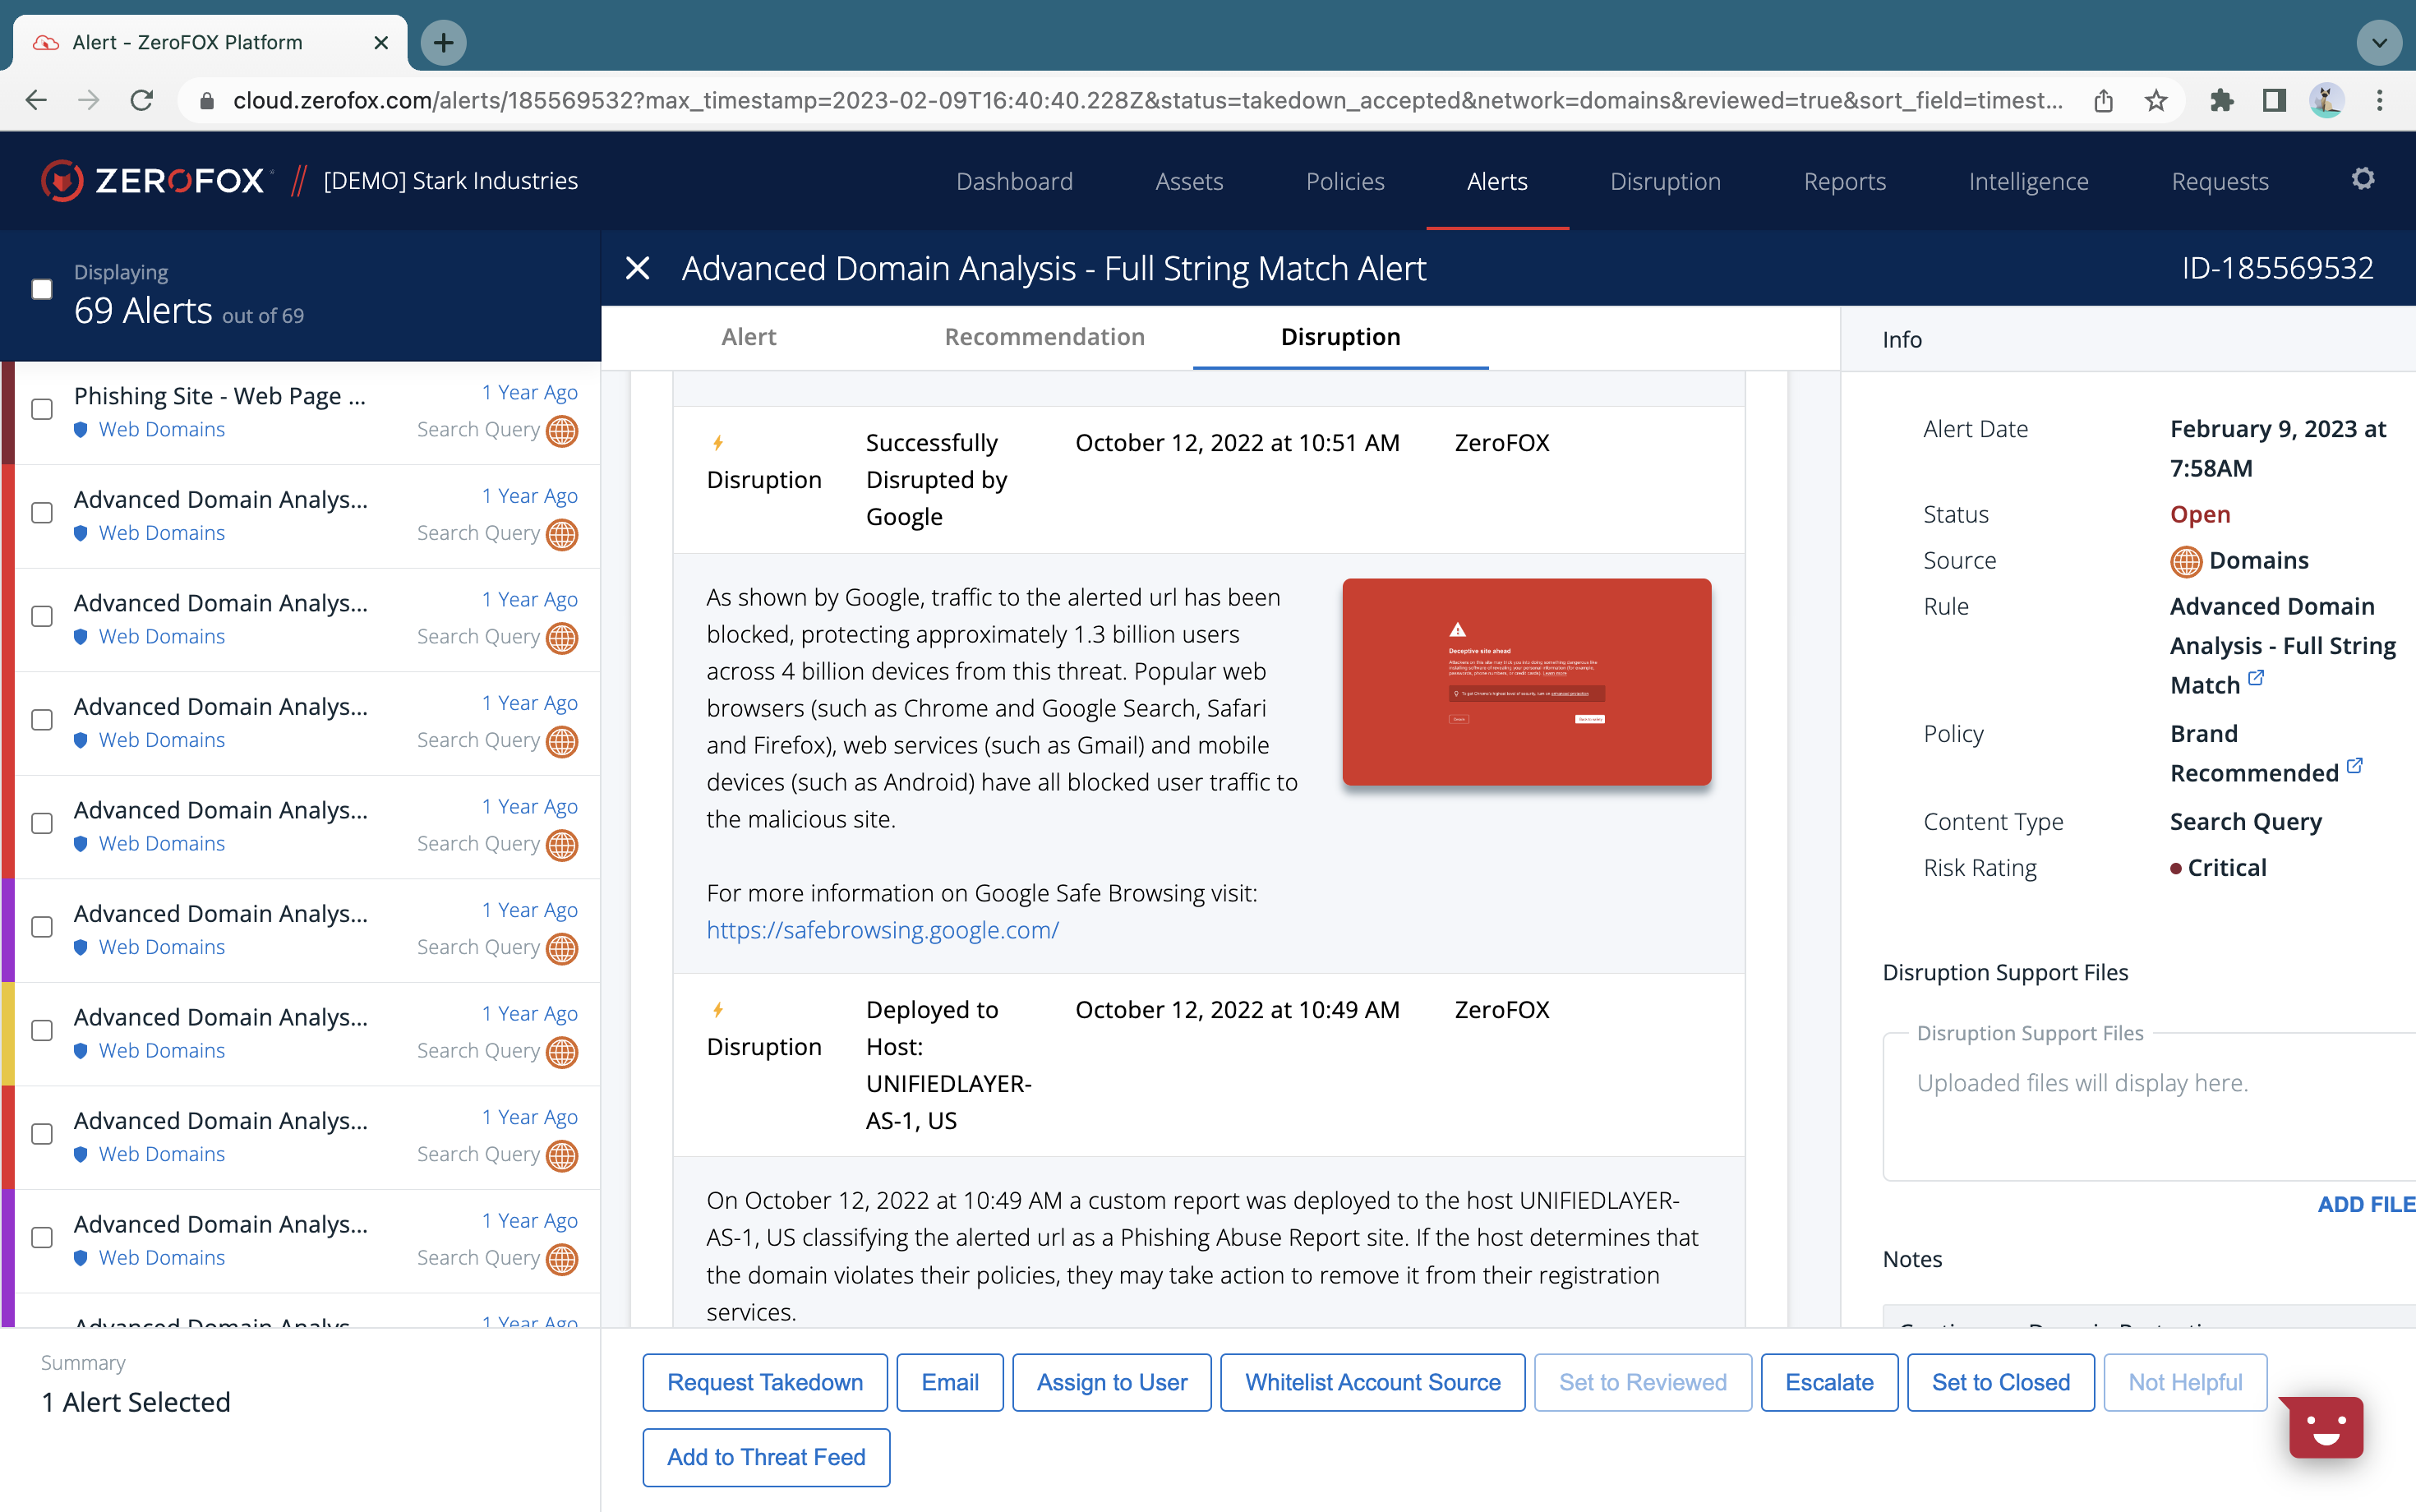 Alert - ZeroFOX Platform
cloud.zerofox.com/alerts/185569532?max_timestamp=2023-02-09T16:40:40.228Z&status=takedown_accepted&network=domains&reviewed=true&sort_field=timest...
ZEROFOX // [DEMO] Stark Industries
Dashboard
Assets
Policies
Alerts
Disruption
Reports
Intelligence
Requests
Displaying
69 Alerts out of 69
Advanced Domain Analysis - Full String Match Alert
ID-185569532
Phishing Site - Web Page ...
1 Year Ago
Web Domains
Search Query
Advanced Domain Analys...
1 Year Ago
Web Domains
Search Query
Advanced Domain Analys...
1 Year Ago
Web Domains
Search Query
Advanced Domain Analys...
1 Year Ago
Web Domains
Search Query
Advanced Domain Analys...
1 Year Ago
Web Domains
Search Query
Advanced Domain Analys...
1 Year Ago
Web Domains
Search Query
Advanced Domain Analys...
1 Year Ago
Web Domains
Search Query
Advanced Domain Analys...
1 Year Ago
Web Domains
Search Query
Advanced Domain Analys...
1 Year Ago
Web Domains
Search Query
Advanced Domain Analys...
1 Year Ago
Summary
1 Alert Selected
Alert
Recommendation
Disruption
Disruption
Successfully
Disrupted by
Google
October 12, 2022 at 10:51 AM
ZeroFOX
As shown by Google, traffic to the alerted url has been
blocked, protecting approximately 1.3 billion users
across 4 billion devices from this threat. Popular web
browsers (such as Chrome and Google Search, Safari
and Firefox), web services (such as Gmail) and mobile
devices (such as Android) have all blocked user traffic to
the malicious site.
For more information on Google Safe Browsing visit:
https://safebrowsing.google.com/
Deceptive site ahead
Disruption
Deployed to
Host:
UNIFIEDLAYER-
AS-1, US
October 12, 2022 at 10:49 AM
ZeroFOX
On October 12, 2022 at 10:49 AM a custom report was deployed to the host UNIFIEDLAYER-
AS-1, US classifying the alerted url as a Phishing Abuse Report site. If the host determines that
the domain violates their policies, they may take action to remove it from their registration
services.
Info
Alert Date
February 9, 2023 at
7:58AM
Status
Open
Source
Domains
Rule
Advanced Domain
Analysis - Full String
Match
Policy
Brand
Recommended
Content Type
Search Query
Risk Rating
Critical
Disruption Support Files
Disruption Support Files
Uploaded files will display here.
ADD FILE
Notes
Request Takedown
Email
Assign to User
Whitelist Account Source
Set to Reviewed
Escalate
Set to Closed
Not Helpful
Add to Threat Feed